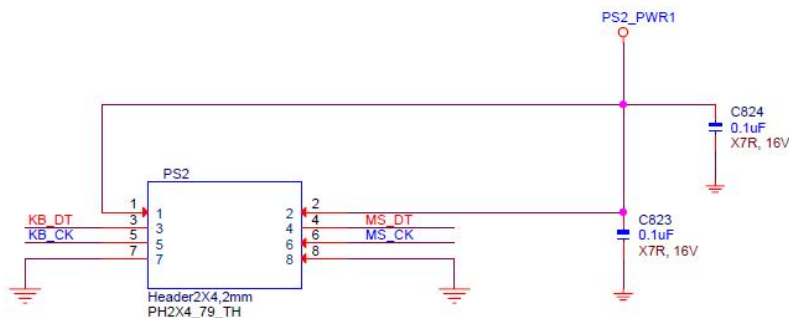 PS2_PWR1
C824
0.1uF
X7R, 16V
PS2
1 1 2 2
KB_DT 3 3 4 4 MS_DT
KB_CK 5 5 6 6 MS_CK
7 7 8 8
C823
0.1uF
X7R, 16V
Header2X4,2mm
PH2X4_79_TH